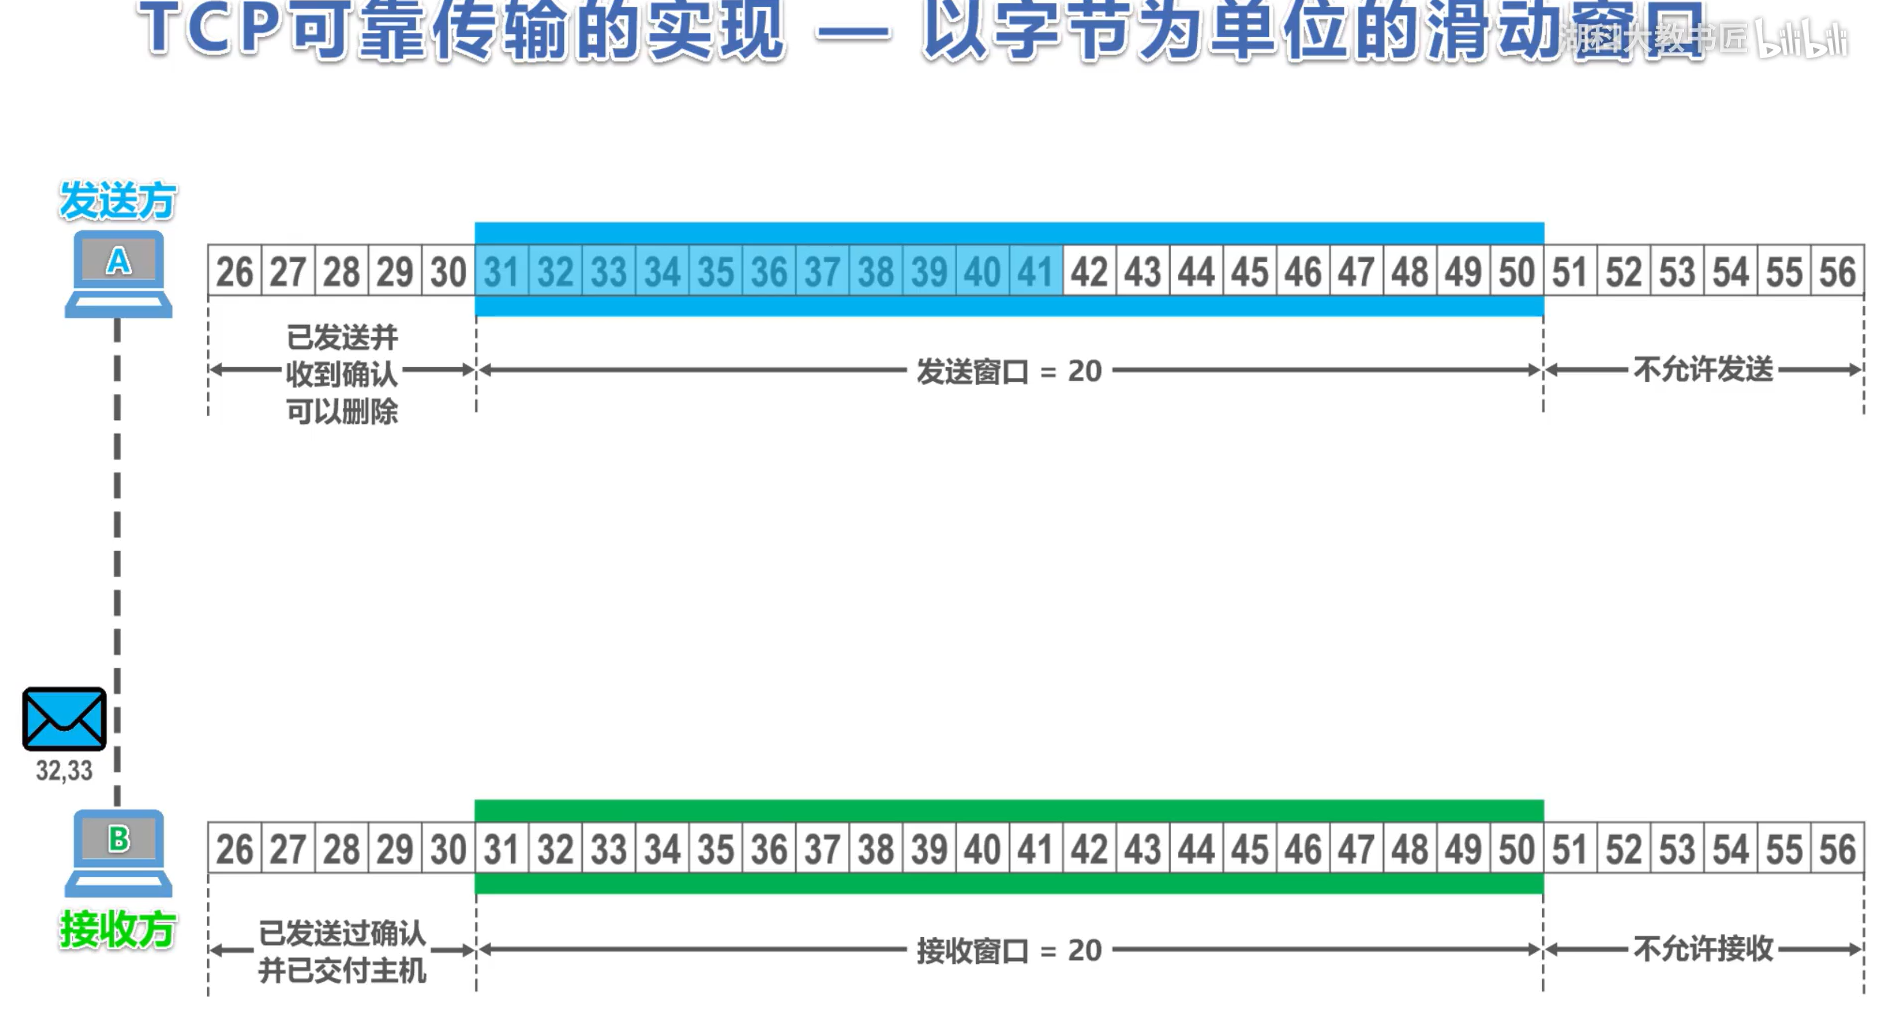 TCP可靠传输的实现 — 以字节为单位的滑动窗口
bilibili
发送方
A
26 27 28 29 30 31 32 33 34 35 36 37 38 39 40 41 42 43 44 45 46 47 48 49 50 51 52 53 54 55 56
已发送并
收到确认
可以删除
发送窗口 = 20
不允许发送
32,33
B
26 27 28 29 30 31 32 33 34 35 36 37 38 39 40 41 42 43 44 45 46 47 48 49 50 51 52 53 54 55 56
接收方
已发送过确认
并已交付主机
接收窗口 = 20
不允许接收